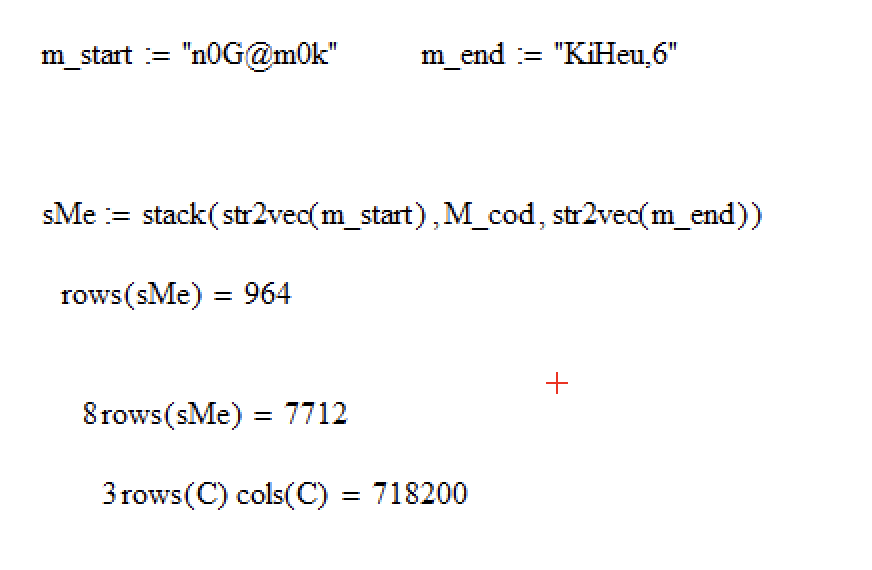 m_start := "n0G@m0k" m_end := "KiHeu,6"
sMe := stack(str2vec(m_start), M_cod, str2vec(m_end))
rows(sMe) = 964
8rows(sMe) = 7712
3rows(C) cols(C) = 718200